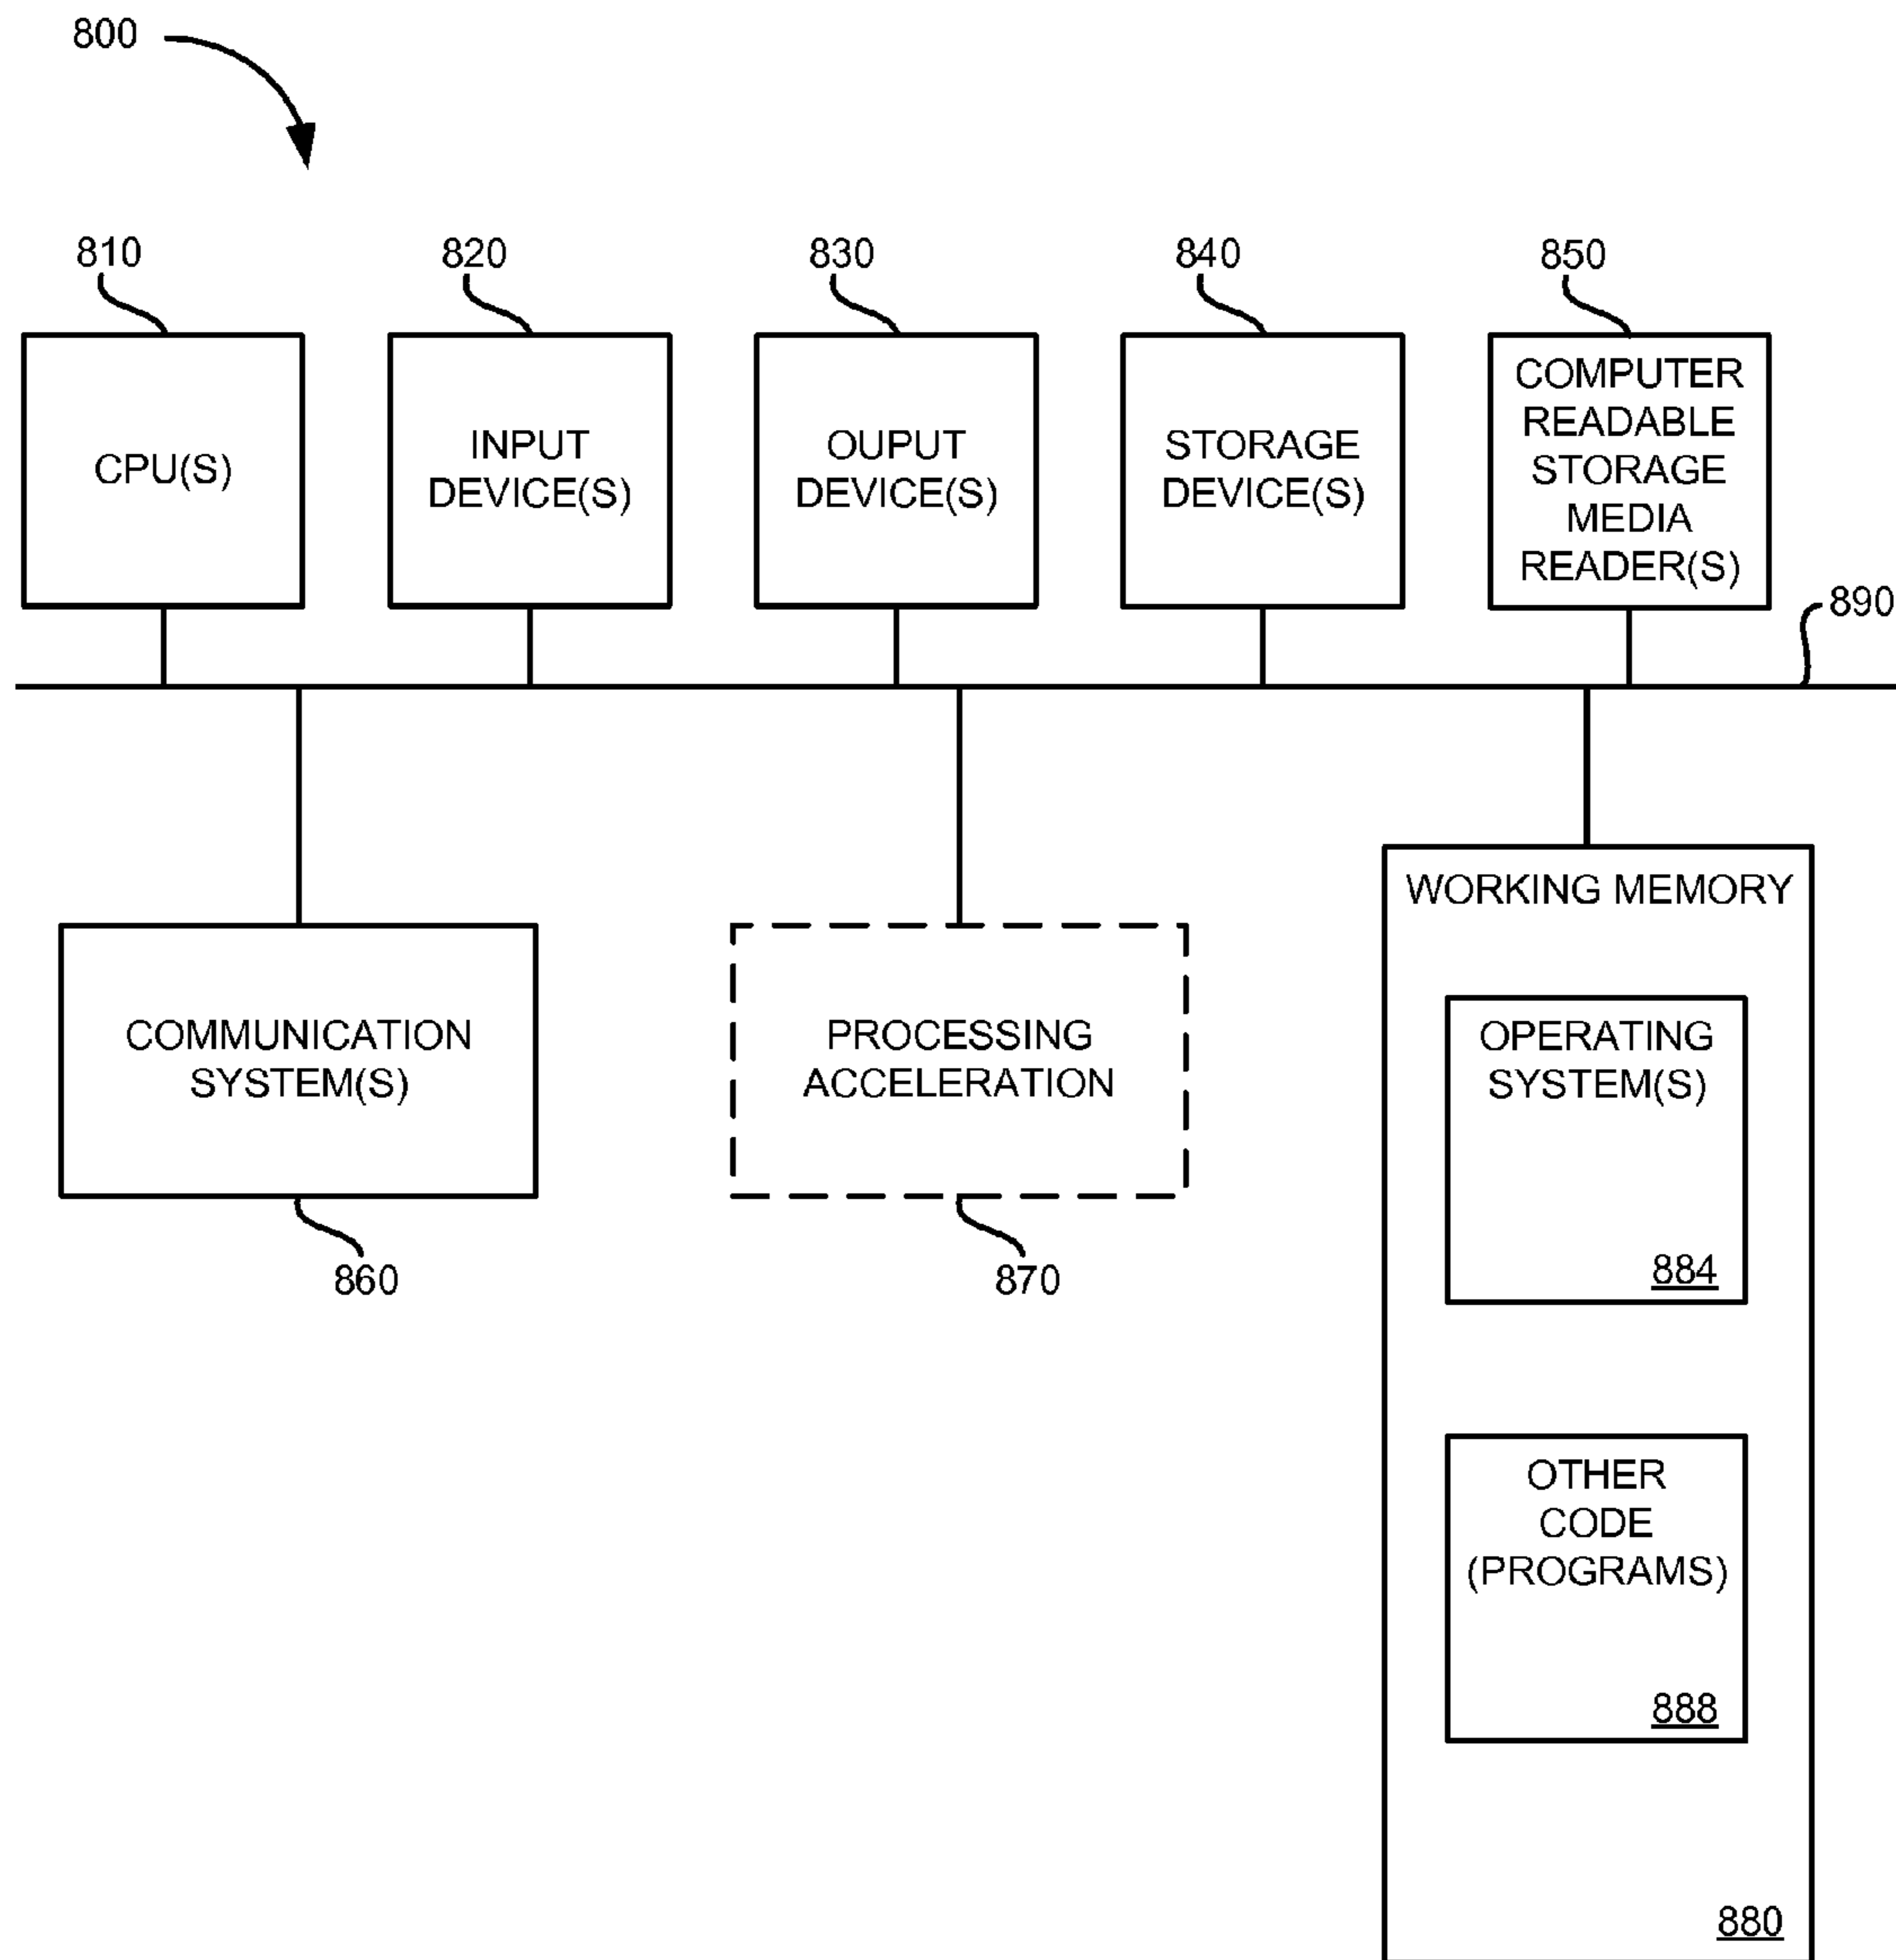 800
810
820
830
840
850
CPU(S)
INPUT
DEVICE(S)
OUPUT
DEVICE(S)
STORAGE
DEVICE(S)
COMPUTER
READABLE
STORAGE
MEDIA
READER(S)
890
COMMUNICATION
SYSTEM(S)
860
PROCESSING
ACCELERATION
870
WORKING MEMORY
OPERATING
SYSTEM(S)
884
OTHER
CODE
(PROGRAMS)
888
880